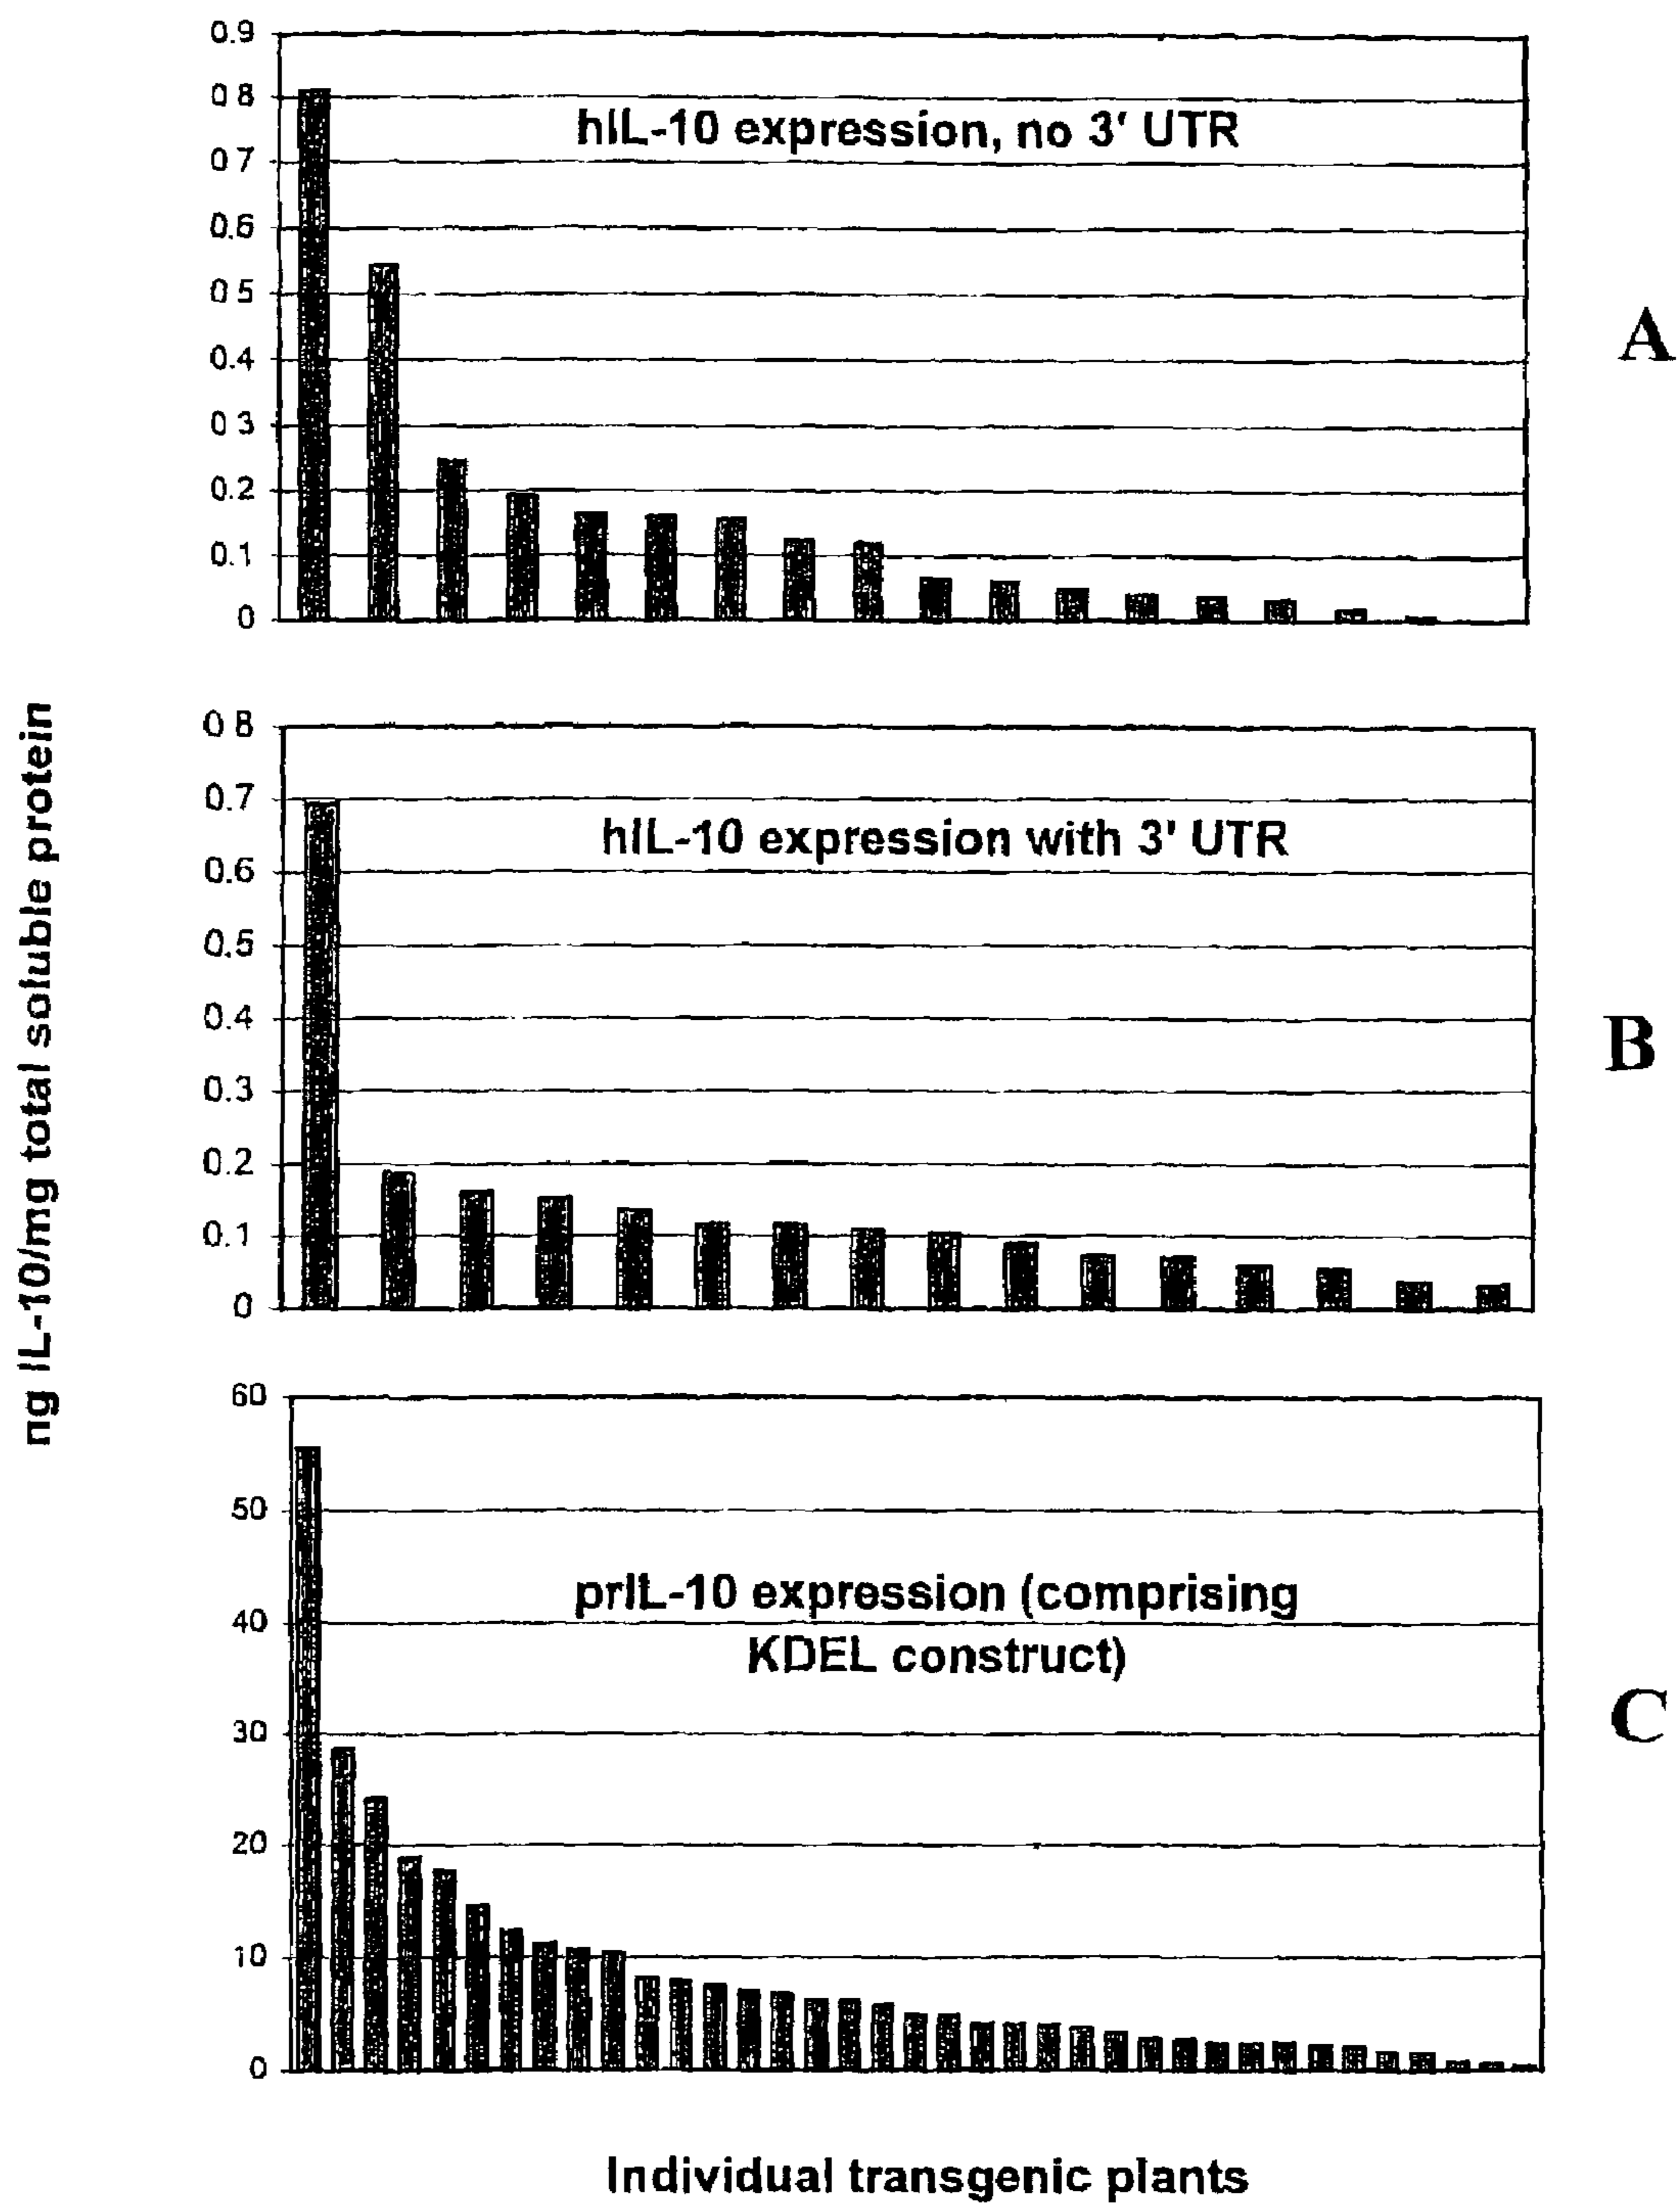 ng IL-10/mg total soluble protein
0.9
0.8
0.7
0.6
0.5
0.4
0.3
0.2
0.1
0
hIL-10 expression, no 3' UTR
A
0.8
0.7
0.6
0.5
0.4
0.3
0.2
0.1
0
hIL-10 expression with 3' UTR
B
60
50
40
30
20
10
0
prIL-10 expression (comprising
KDEL construct)
C
Individual transgenic plants